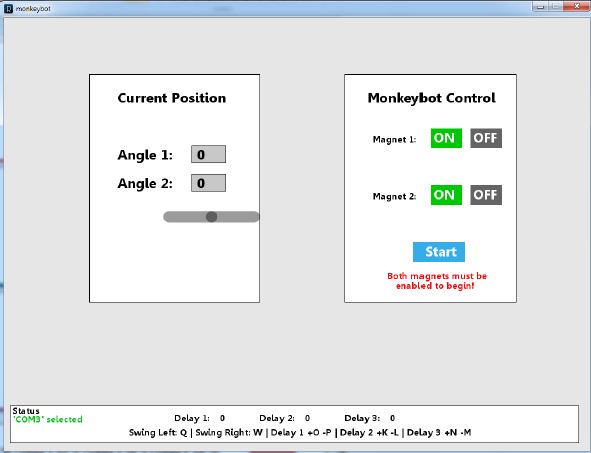 monkeybot
Current Position
Angle 1: 0
Angle 2: 0
Monkeybot Control
Magnet 1: ON OFF
Magnet 2: ON OFF
Start
Both magnets must be
enabled to begin!
Status
'COM3' selected
Delay 1: 0 Delay 2: 0 Delay 3: 0
Swing Left: Q | Swing Right: W | Delay 1 +O -P | Delay 2 +K -L | Delay 3 +N -M